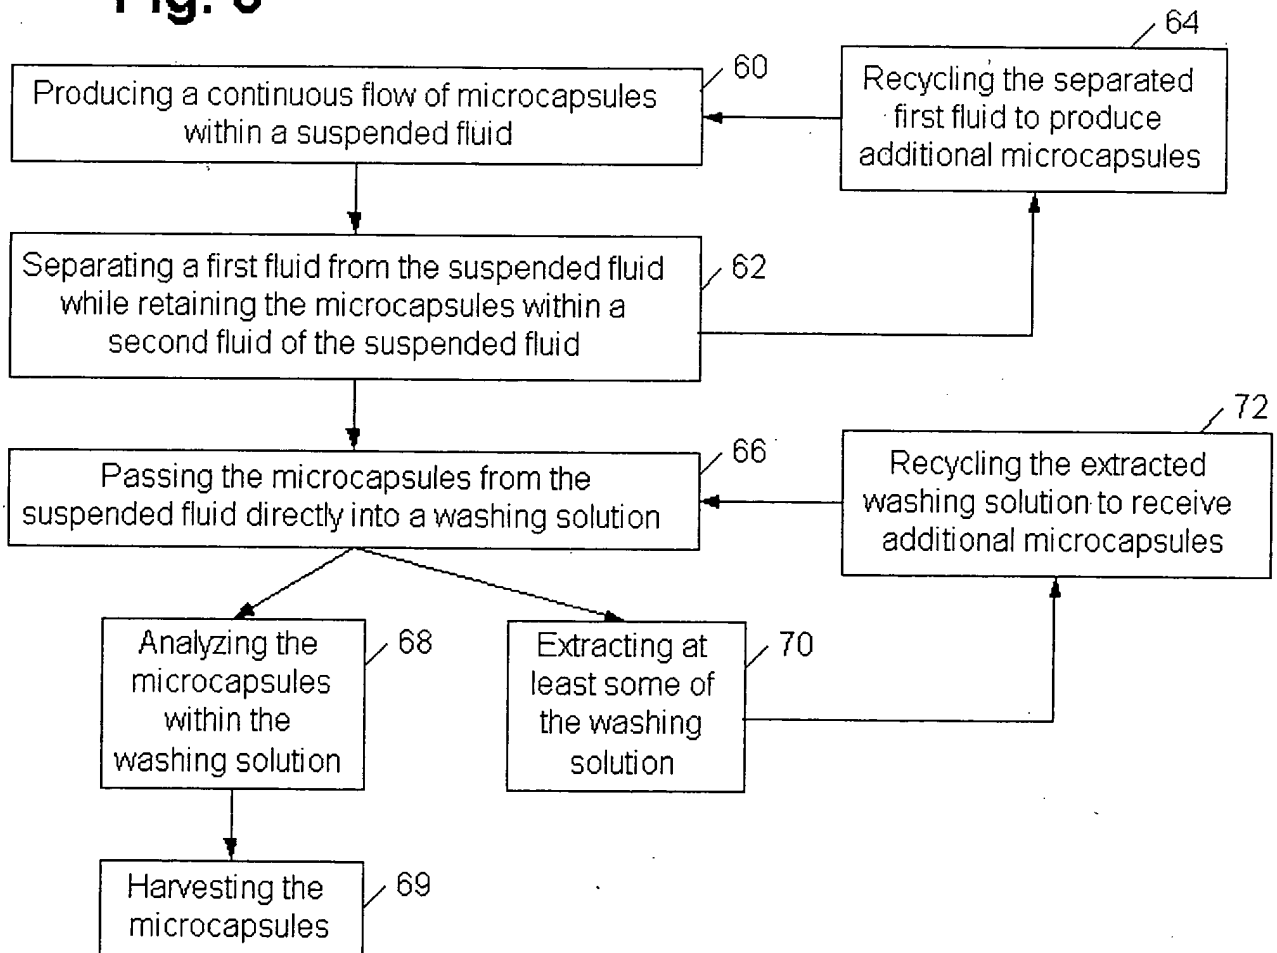 60
Producing a continuous flow of microcapsules
within a suspended fluid
64
Recycling the separated
first fluid to produce
additional microcapsules
62
Separating a first fluid from the suspended fluid
while retaining the microcapsules within a
second fluid of the suspended fluid
66
Passing the microcapsules from the
suspended fluid directly into a washing solution
72
Recycling the extracted
washing solution to receive
additional microcapsules
68
Analyzing the
microcapsules
within the
washing solution
70
Extracting at
least some of
the washing
solution
69
Harvesting the
microcapsules